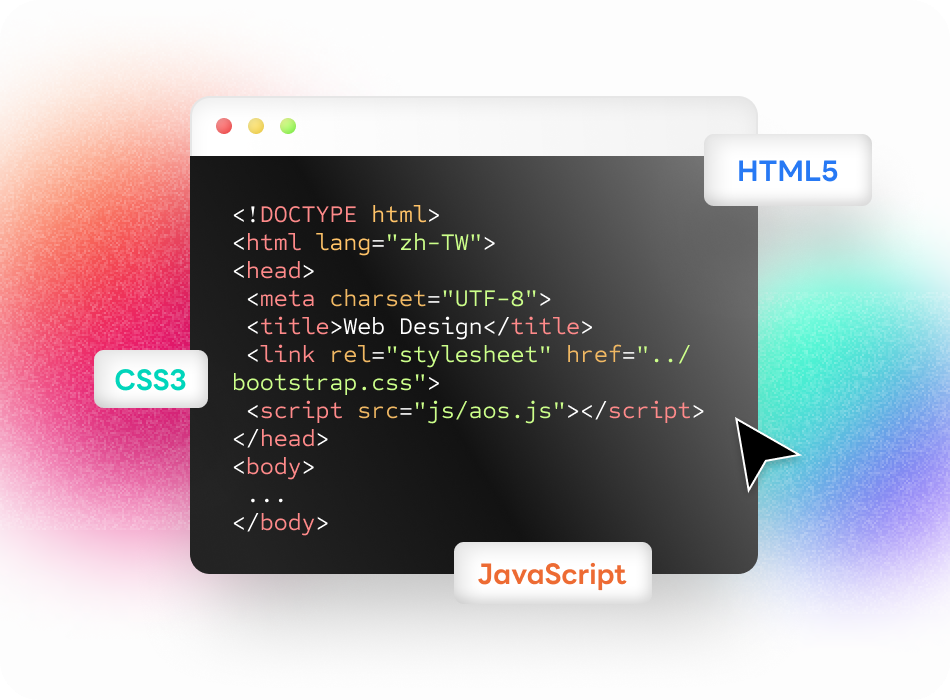 HTML5
<!DOCTYPE html>
<html lang="zh-TW">
<head>
<meta charset="UTF-8">
<title>Web Design</title>
<link rel="stylesheet" href="../
bootstrap.css">
<script src="js/aos.js"></script>
</head>
<body>
...
</body>
CSS3
JavaScript